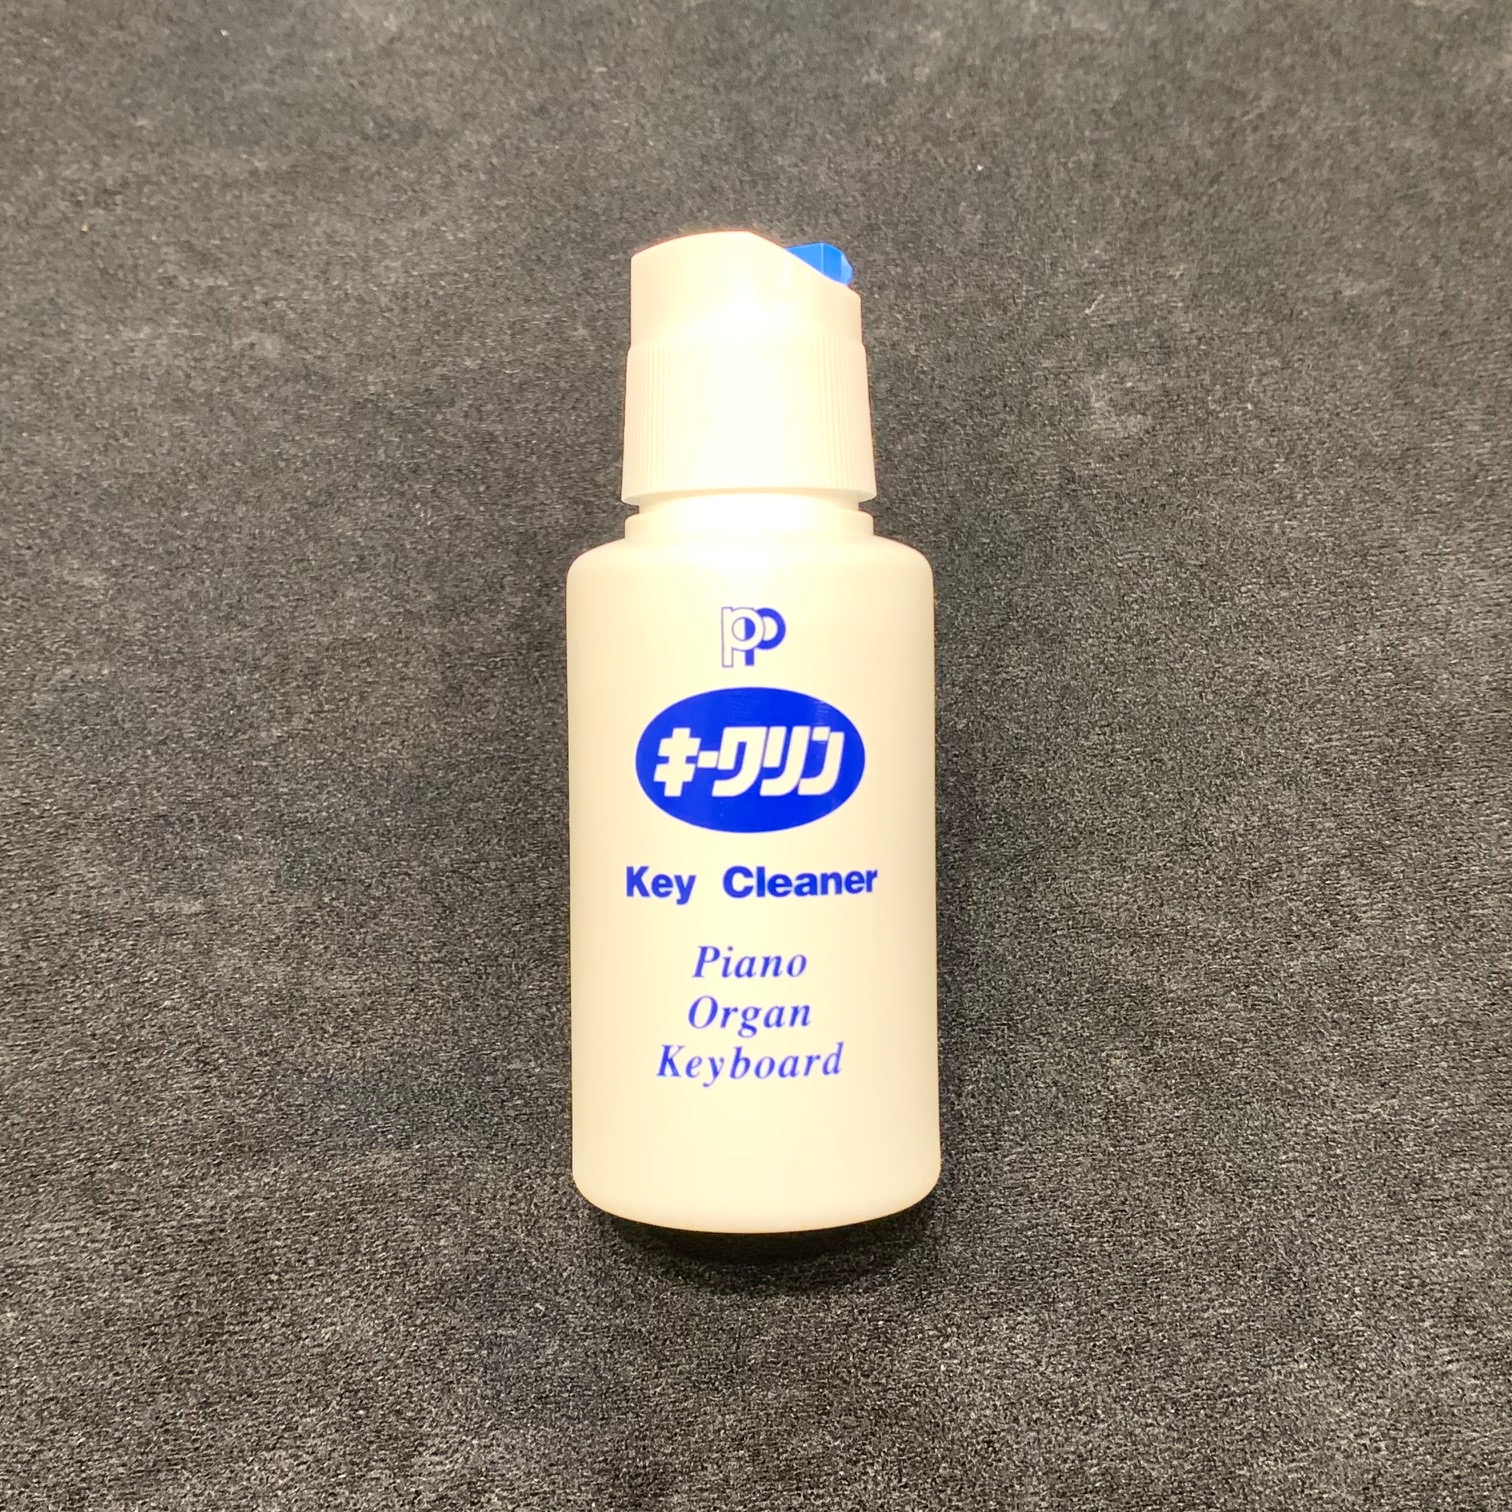 PP
キークリン
Key Cleaner
Piano
Organ
Keyboard